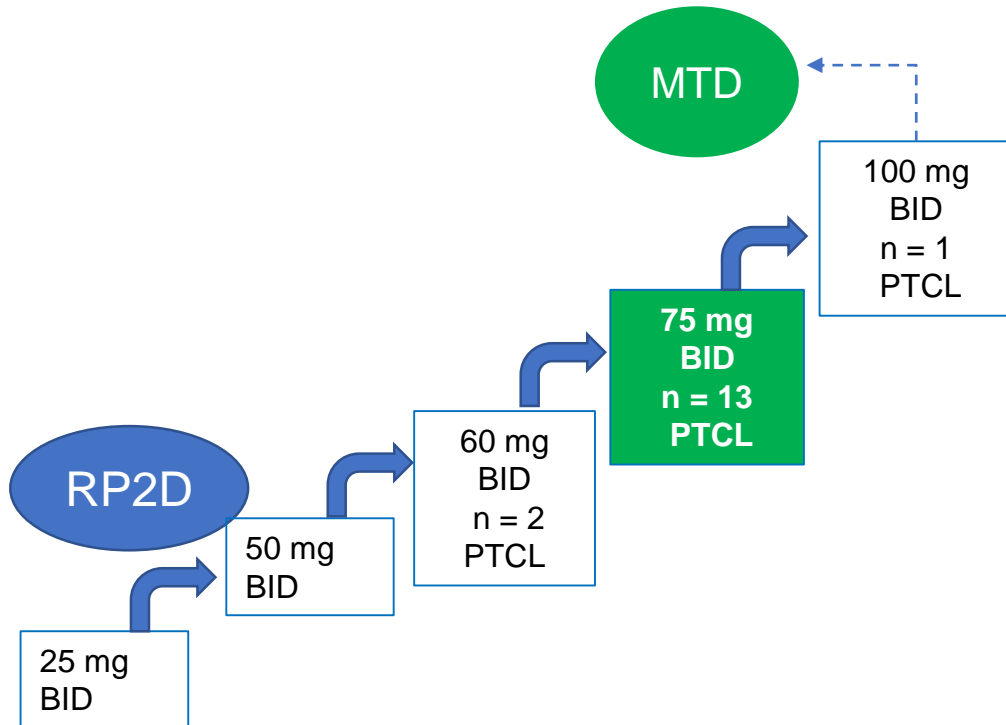 MTD
100 mg
BID
n = 1
PTCL
75 mg
BID
n = 13
PTCL
60 mg
BID
n = 2
PTCL
RP2D
50 mg
BID
25 mg
BID